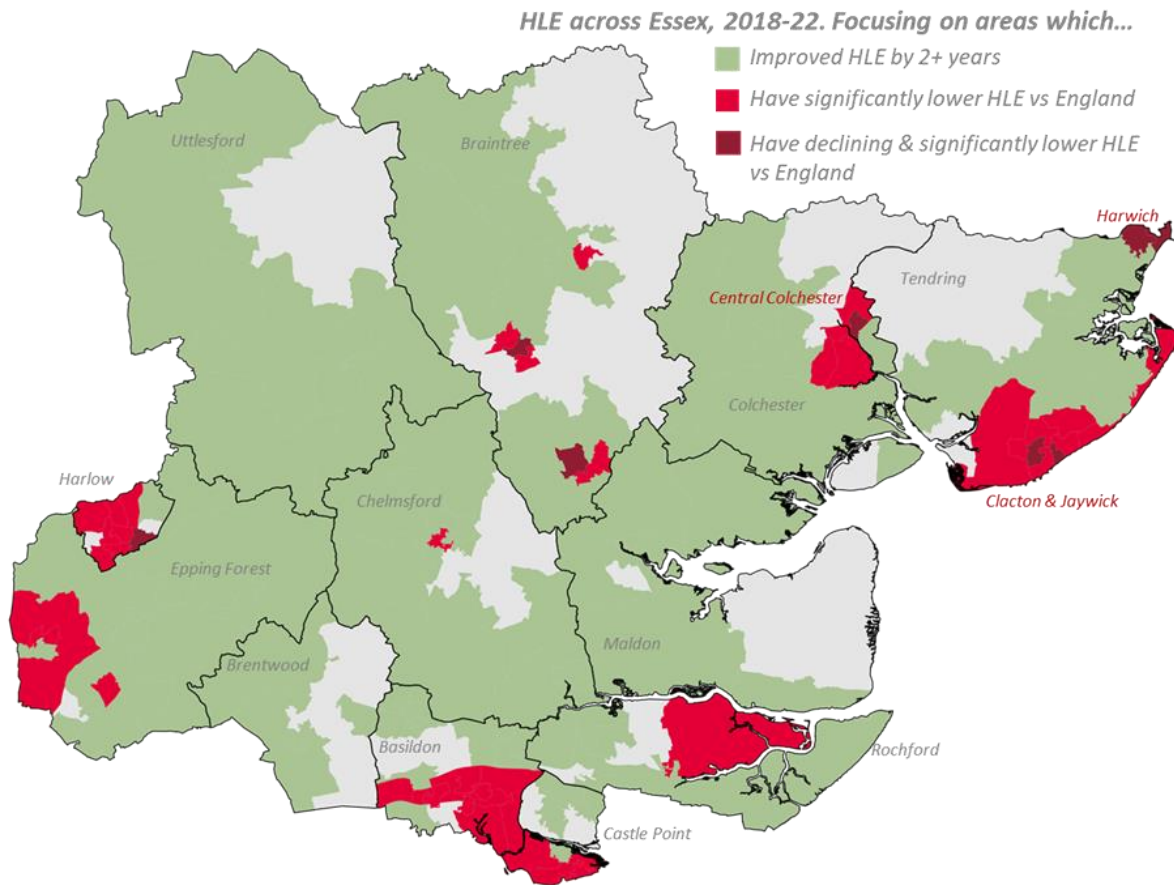 HLE across Essex, 2018-22. Focusing on areas which...
Improved HLE by 2+ years
Have significantly lower HLE vs England
Have declining & significantly lower HLE
vs England
Uttlesford
Braintree
Harwich
Tendring
Central Colchester
Colchester
Harlow
Chelmsford
Clacton & Jaywick
Epping Forest
Maldon
Brentwood
Basildon
Rochford
Castle Point